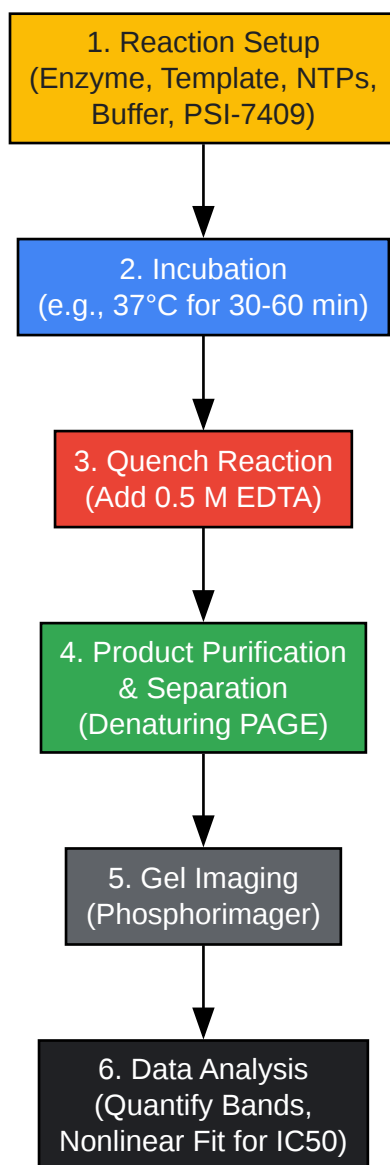 1. Reaction Setup
(Enzyme, Template, NTPs,
Buffer, PSI-7409)
2. Incubation
(e.g., 37°C for 30-60 min)
3. Quench Reaction
(Add 0.5 M EDTA)
4. Product Purification
& Separation
(Denaturing PAGE)
5. Gel Imaging
(Phosphorimager)
6. Data Analysis
(Quantify Bands,
Nonlinear Fit for IC50)